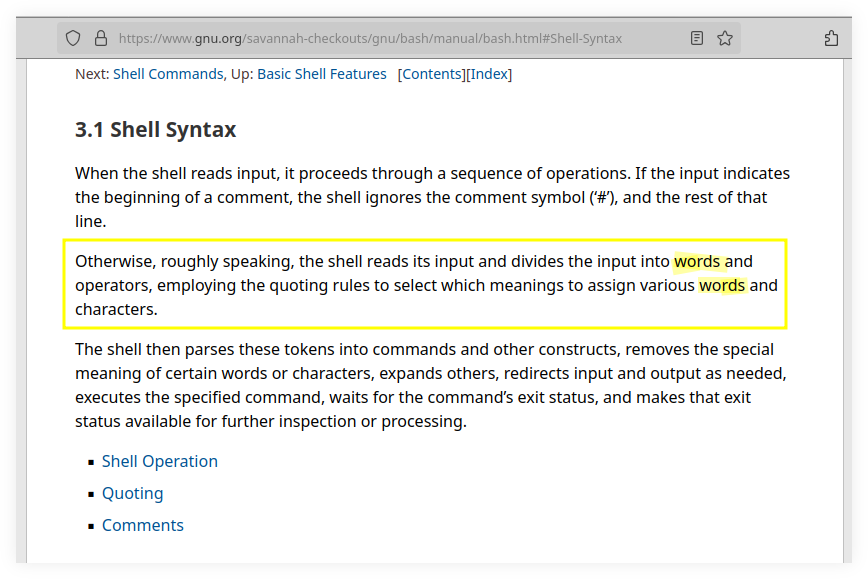 https://www.gnu.org/savannah-checkouts/gnu/bash/manual/bash.html#Shell-Syntax
Next: Shell Commands, Up: Basic Shell Features   [Contents][Index]
3.1 Shell Syntax
When the shell reads input, it proceeds through a sequence of operations. If the input indicates
the beginning of a comment, the shell ignores the comment symbol (‘#’), and the rest of that
line.
Otherwise, roughly speaking, the shell reads its input and divides the input into words and
operators, employing the quoting rules to select which meanings to assign various words and
characters.
The shell then parses these tokens into commands and other constructs, removes the special
meaning of certain words or characters, expands others, redirects input and output as needed,
executes the specified command, waits for the command’s exit status, and makes that exit
status available for further inspection or processing.
▪ Shell Operation
▪ Quoting
▪ Comments